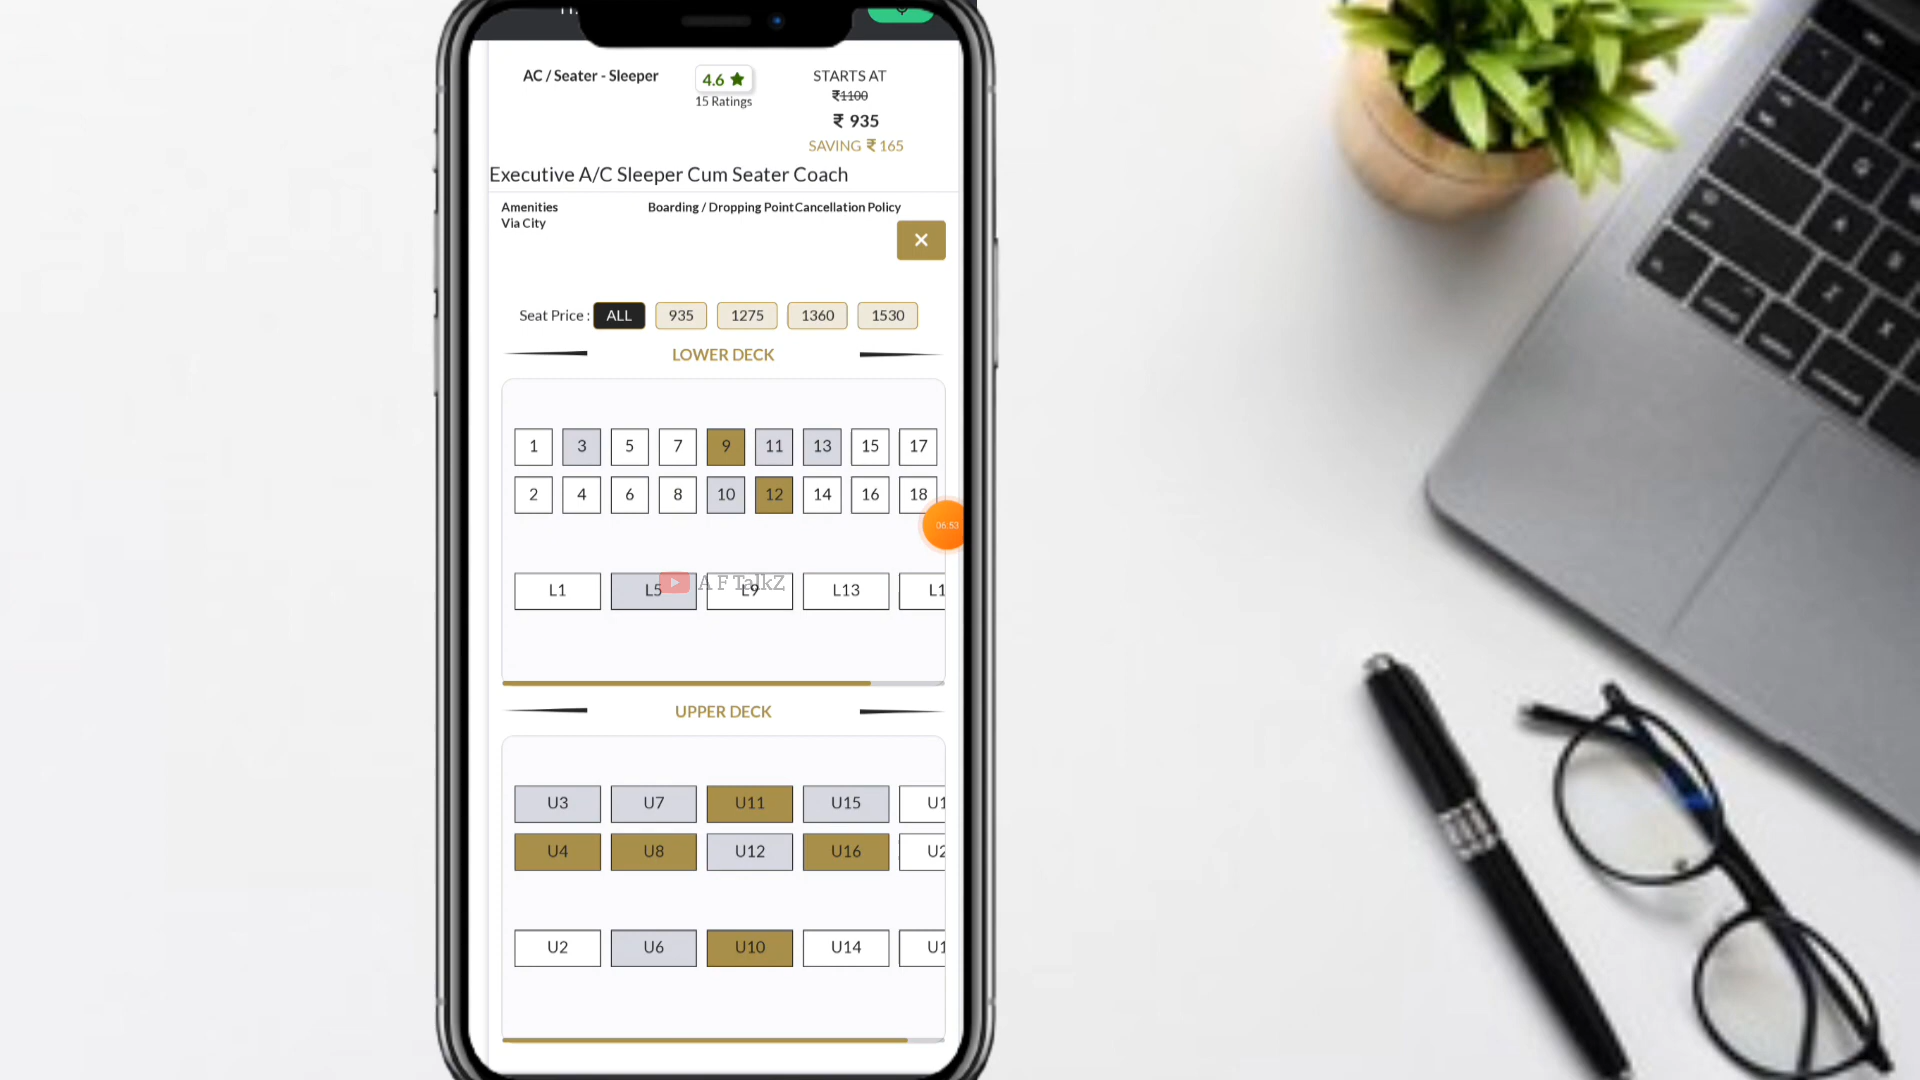 AC / Seater - Sleeper
4.6 ★
15 Ratings
STARTS AT
₹1100
₹ 935
SAVING ₹ 165
Executive A/C Sleeper Cum Seater Coach
Amenities Boarding / Dropping Point Cancellation Policy
Via City
✕
Seat Price : ALL 935 1275 1360 1530
LOWER DECK
1 3 5 7 9 11 13 15 17
2 4 6 8 10 12 14 16 18
06:53
A F TalkZ
L1 L5 L9 L13 L1
UPPER DECK
U3 U7 U11 U15 U1
U4 U8 U12 U16 U2
U2 U6 U10 U14 U1